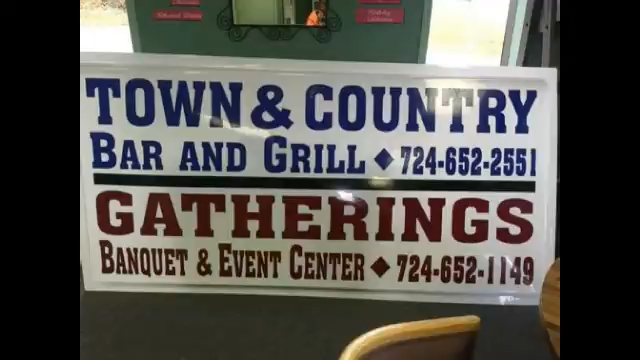 TOWN & COUNTRY
BAR AND GRILL ◆ 724-652-2551
GATHERINGS
BANQUET & EVENT CENTER ◆ 724-652-1149